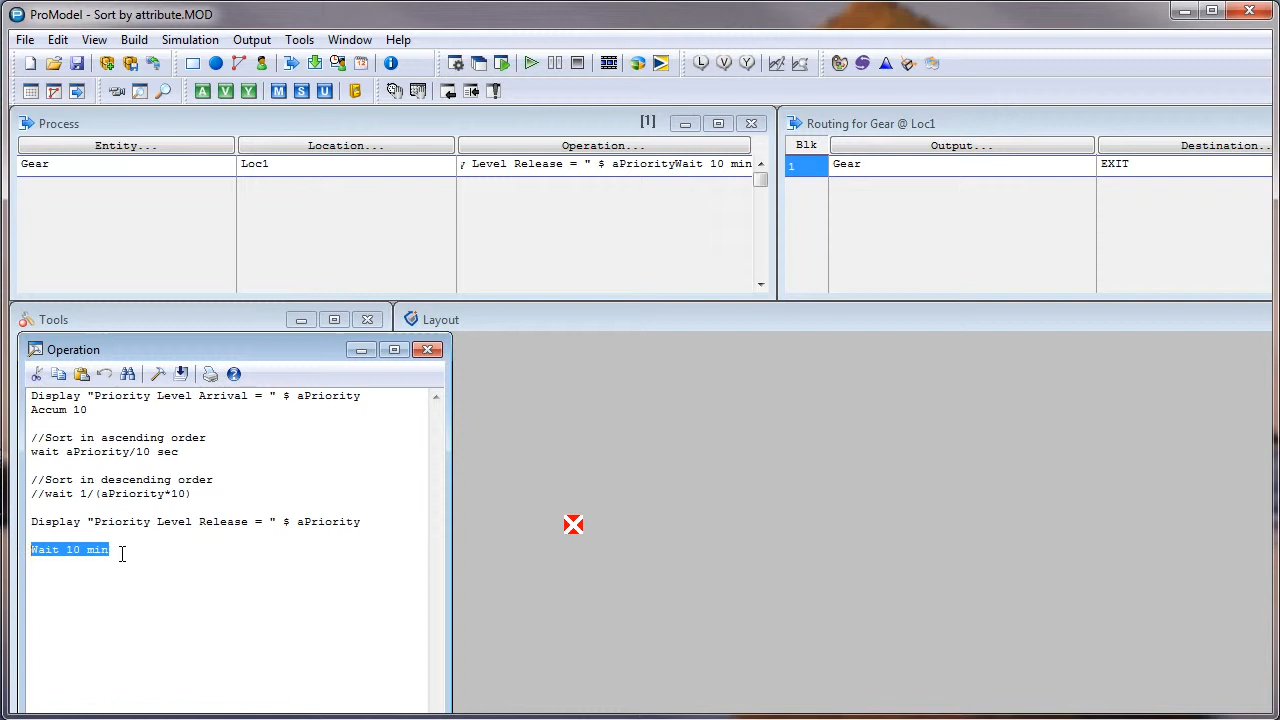 ProModel - Sort by attribute.MOD
File Edit View Build Simulation Output Tools Window Help
Process [1]
Entity... Location... Operation...
Gear Loc1 Level Release = " $ aPriorityWait 10 min
Routing for Gear @ Loc1
Blk Output... Destination..
1 Gear EXIT
Tools
Layout
Operation
Display "Priority Level Arrival = " $ aPriority
Accum 10
//Sort in ascending order
wait aPriority/10 sec
//Sort in descending order
//wait 1/(aPriority*10)
Display "Priority Level Release = " $ aPriority
Wait 10 min